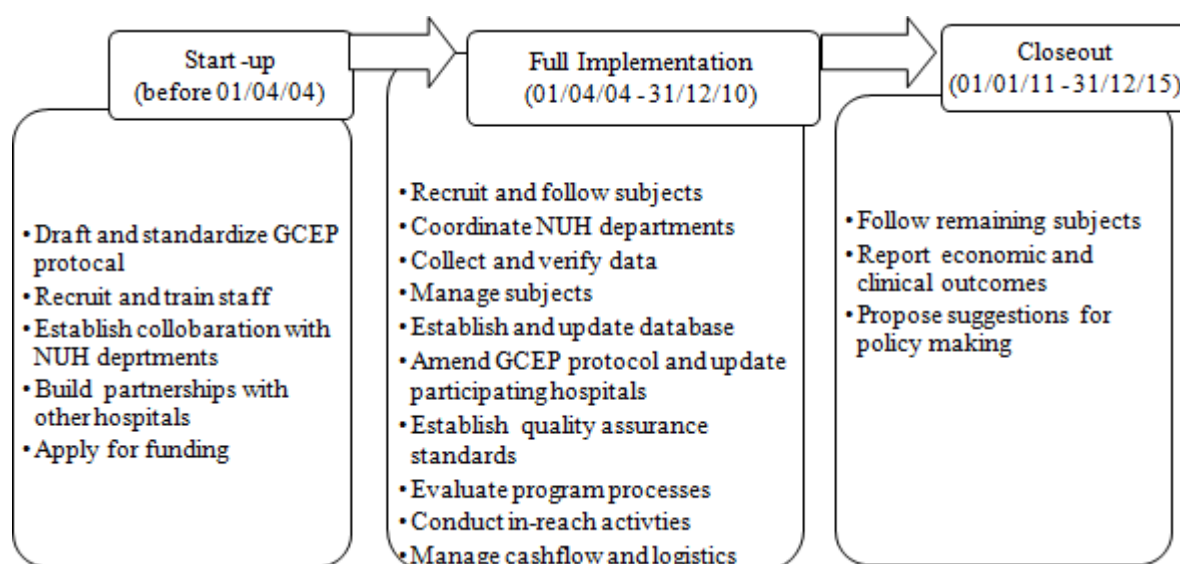 Start -up
(before 01/04/04)
• Draft and standardize GCEP
protocal
• Recruit and train staff
• Establish collobaration with
NUH deprtments
• Build partnerships with
other hospitals
• Apply for funding
Full Implementation
(01/04/04 - 31/12/10)
• Recruit and follow subjects
• Coordinate NUH departments
• Collect and verify data
• Manage subjects
• Establish and update database
• Amend GCEP protocol and update
participating hospitals
• Establish quality assurance
standards
• Evaluate program processes
• Conduct in-reach activties
• Manage cashflow and logistics
Closeout
(01/01/11 - 31/12/15)
• Follow remaining subjects
• Report economic and
clinical outcomes
• Propose suggestions for
policy making